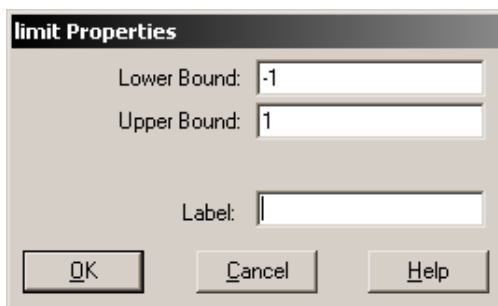 limit Properties
Lower Bound: -1
Upper Bound: 1
Label:
OK Cancel Help